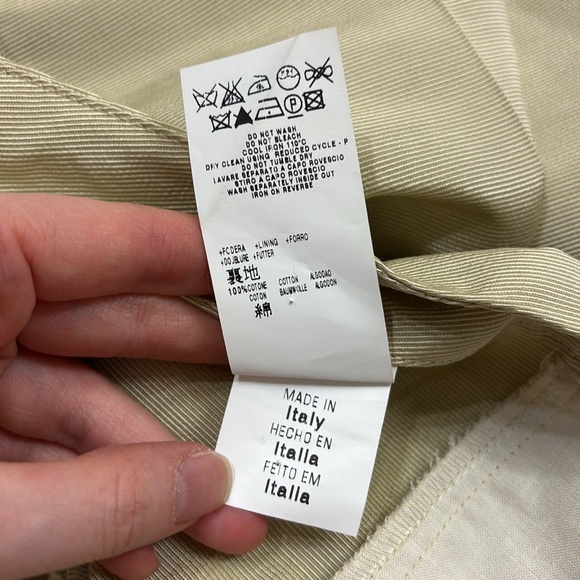 DO NOT WASH
DO NOT BLEACH
COOL IRON 110°C
DRY CLEAN USING REDUCED CYCLE - P
DO NOT TUMBLE DRY
LAVARE SEPARATO A CAPO ROVESCIO
STIRO A CAPO ROVESCIO
WASH SEPARATELY INSIDE OUT
IRON ON REVERSE
+FODERA +LINING +FORRO
+DOUBLURE +FUTTER
裏地
100%COTONE COTTON ALGODAO
COTON BAUMWOLLE ALGODON
綿
MADE IN
Italy
HECHO EN
Italia
FEITO EM
Italia